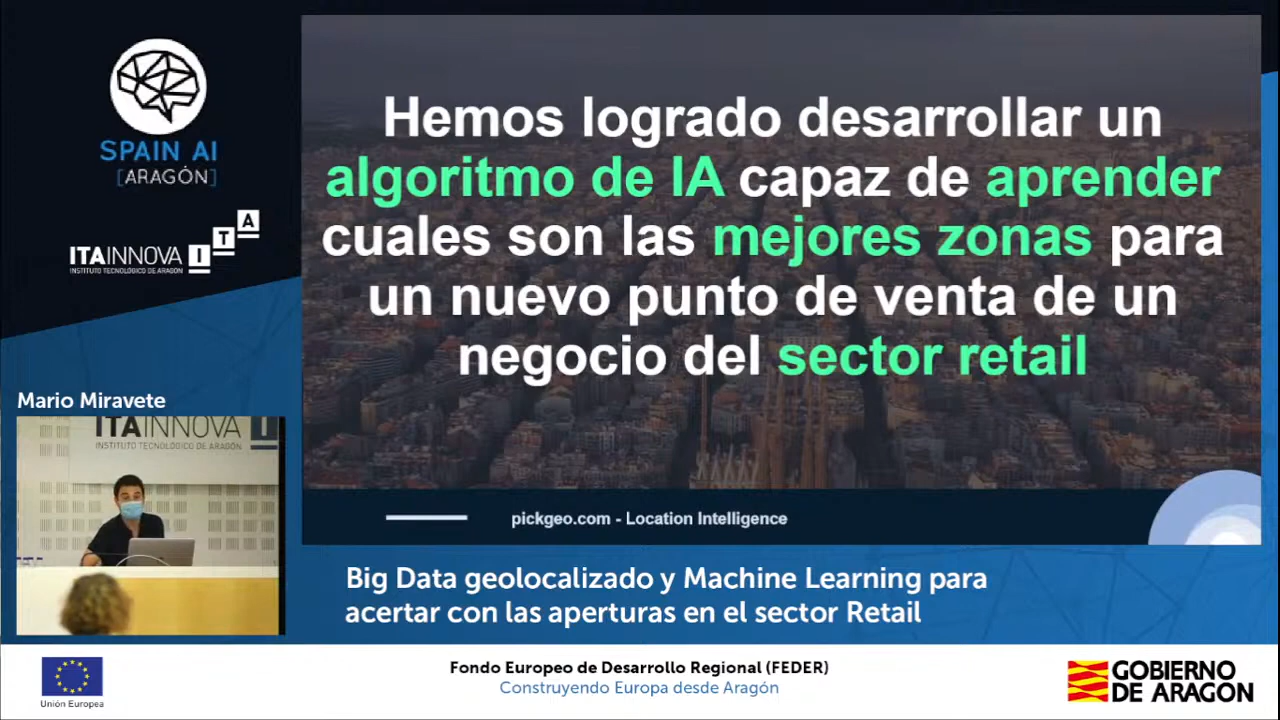 SPAIN AI
[ARAGÓN]
ITAINNOVA
INSTITUTO TECNOLÓGICO DE ARAGÓN
I T A
Hemos logrado desarrollar un
algoritmo de IA capaz de aprender
cuales son las mejores zonas para
un nuevo punto de venta de un
negocio del sector retail
pickgeo.com - Location Intelligence
Mario Miravete
ITAINNOVA
INSTITUTO TECNOLÓGICO DE ARAGÓN
Big Data geolocalizado y Machine Learning para
acertar con las aperturas en el sector Retail
Unión Europea
Fondo Europeo de Desarrollo Regional (FEDER)
Construyendo Europa desde Aragón
GOBIERNO
DE ARAGON